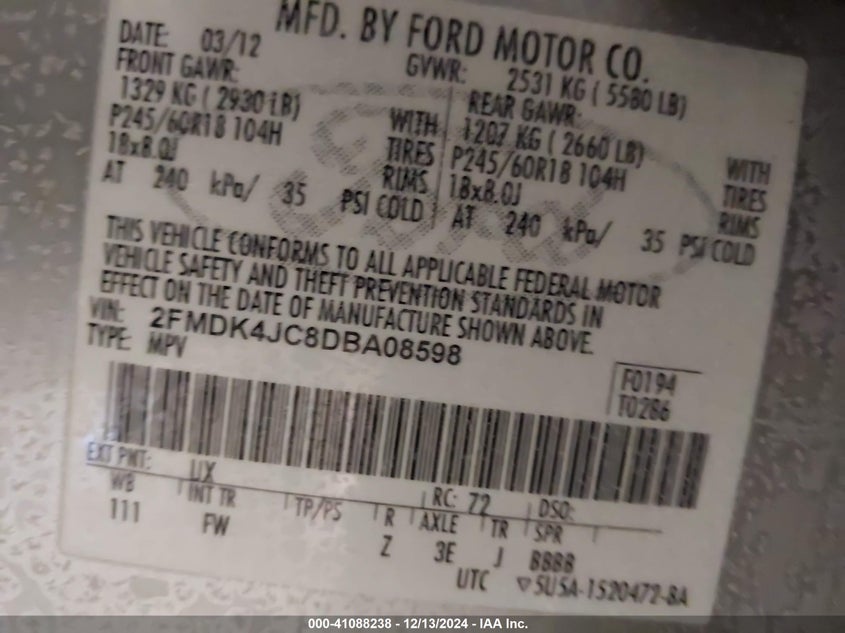 MFD. BY FORD MOTOR CO.
DATE: 03/12 GVWR: 2531 KG ( 5580 LB)
FRONT GAWR: REAR GAWR:
1329 KG ( 2930 LB) 1207 KG ( 2660 LB)
P245/60R18 104H WITH TIRES P245/60R18 104H WITH TIRES
18x8.0J RIMS 18x8.0J RIMS
AT 240 kPa/ 35 PSI COLD AT 240 kPa/ 35 PSI COLD
THIS VEHICLE CONFORMS TO ALL APPLICABLE FEDERAL MOTOR
VEHICLE SAFETY AND THEFT PREVENTION STANDARDS IN
EFFECT ON THE DATE OF MANUFACTURE SHOWN ABOVE.
VIN: 2FMDK4JC8DBA08598
TYPE: MPV
F0194
T0286
EXT PNT: UX RC: 72 DSO:
WB INT TR TP/PS R AXLE TR SPR
111 FW Z 3E J BBBB
UTC ▽5U5A-1520472-BA
000-41088238 - 12/13/2024 - IAA Inc.